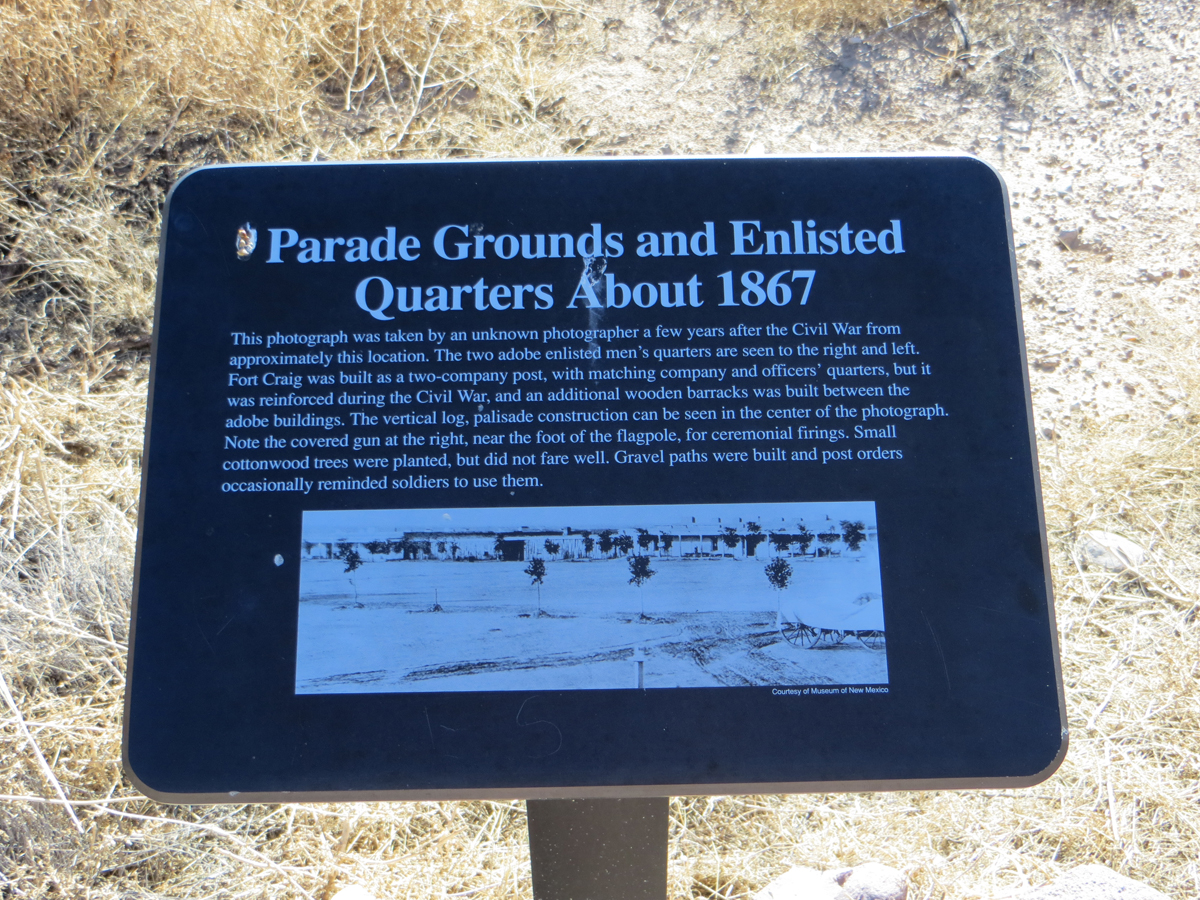 Parade Grounds and Enlisted
Quarters About 1867
This photograph was taken by an unknown photographer a few years after the Civil War from
approximately this location. The two adobe enlisted men's quarters are seen to the right and left.
Fort Craig was built as a two-company post, with matching company and officers' quarters, but it
was reinforced during the Civil War, and an additional wooden barracks was built between the
adobe buildings. The vertical log, palisade construction can be seen in the center of the photograph.
Note the covered gun at the right, near the foot of the flagpole, for ceremonial firings. Small
cottonwood trees were planted, but did not fare well. Gravel paths were built and post orders
occasionally reminded soldiers to use them.
Courtesy of Museum of New Mexico